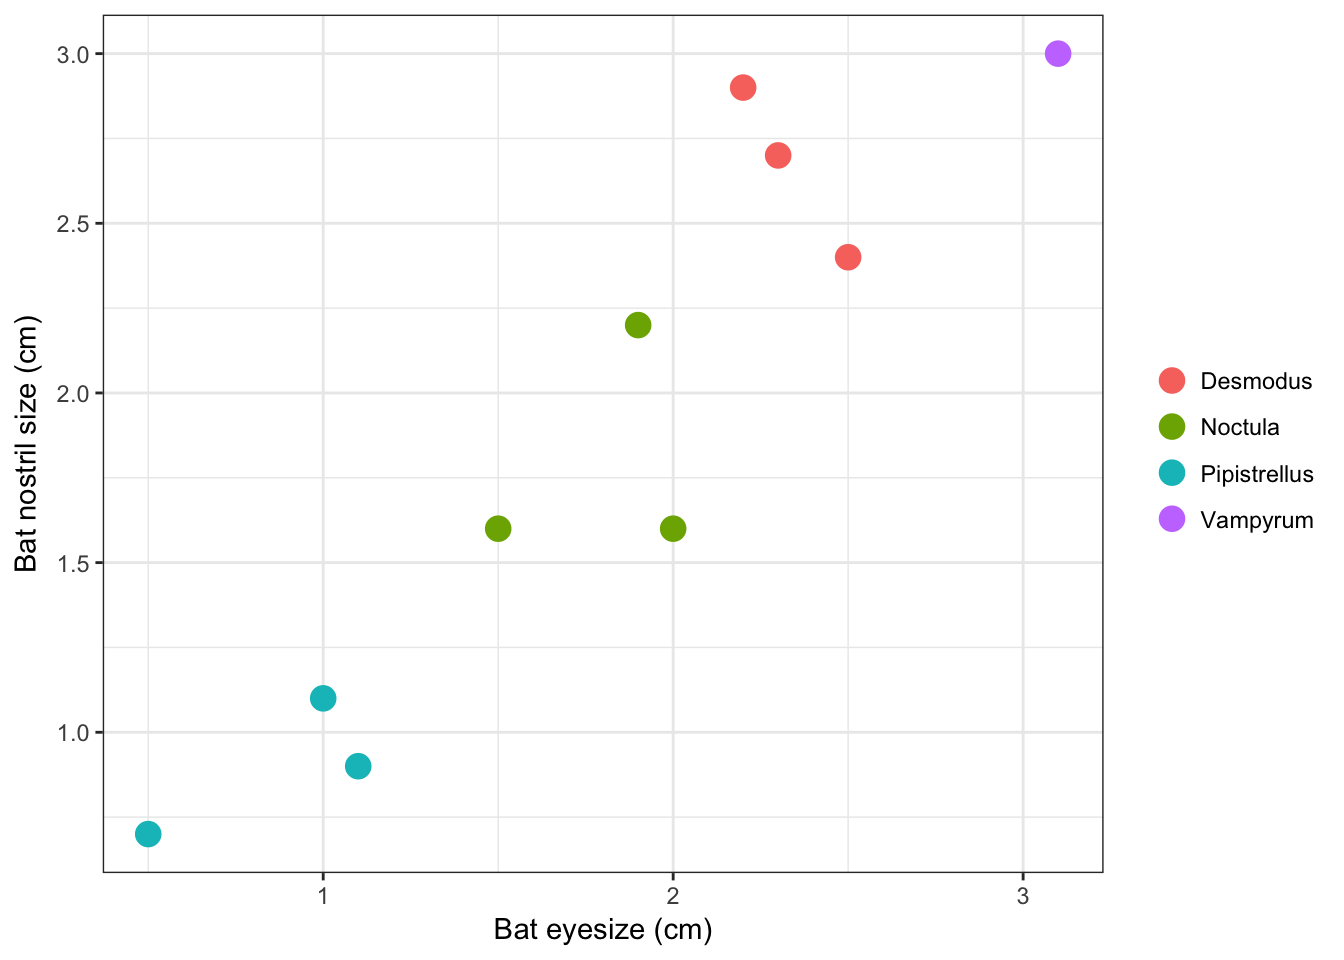 3.0
2.5
2.0
1.5
1.0
Bat nostril size (cm)
1
2
3
Bat eyesize (cm)
Desmodus
Noctula
Pipistrellus
Vampyrum